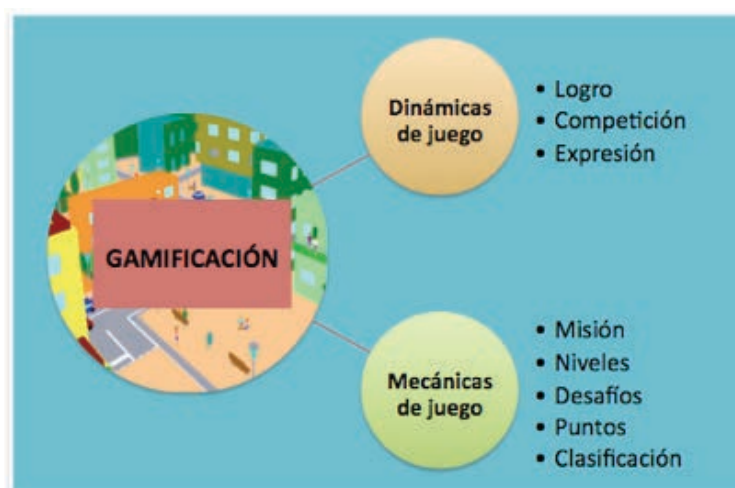 GAMIFICACIÓN
Dinámicas
de juego
• Logro
• Competición
• Expresión
Mecánicas
de juego
• Misión
• Niveles
• Desafíos
• Puntos
• Clasificación